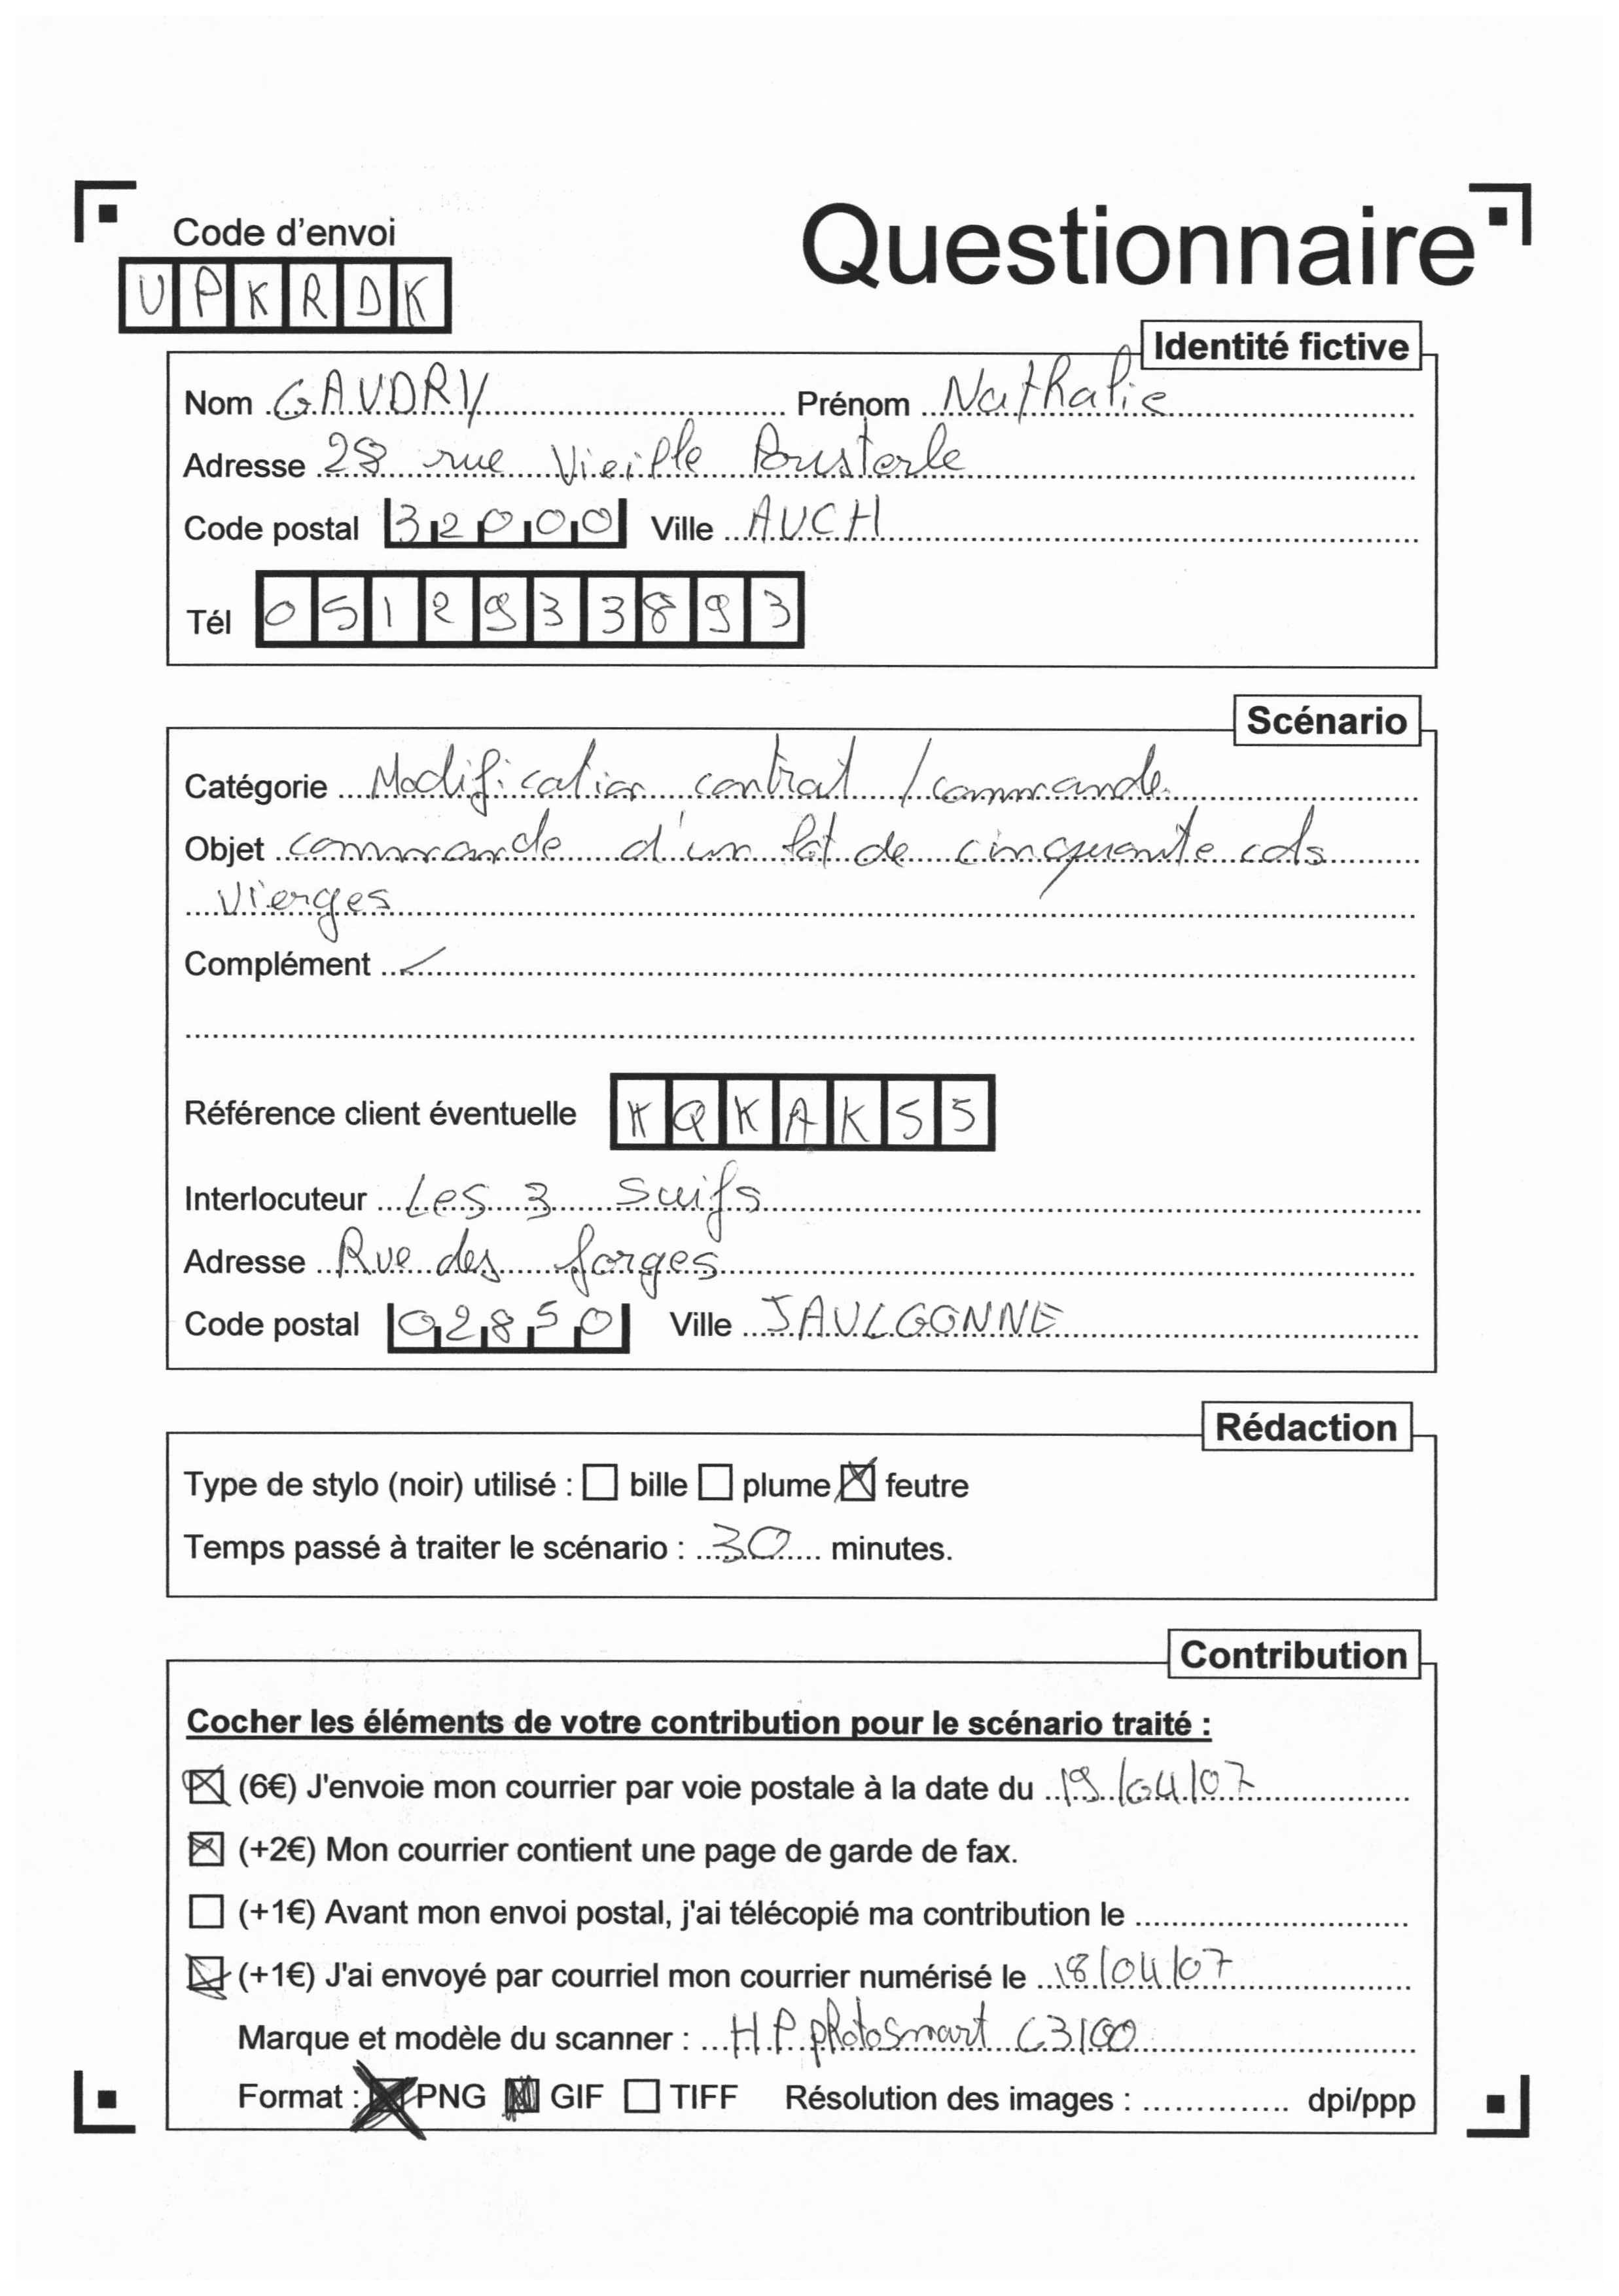 Code d'envoi
Questionnaire
UPKRDK
Identité fictive
Nom GAUDRY Prénom Nathalie
Adresse 28 rue Vieille Pousterle
Code postal 32000 Ville AUCH
Tél 0512933893
Scénario
Catégorie Modification contrat / commande
Objet commande d'un lot de cinquante cds
vierges
Complément /
Référence client éventuelle KQKAKS5
Interlocuteur Les 3 Suifs
Adresse Rue des forges
Code postal 02850 Ville JAULGONNE
Rédaction
Type de stylo (noir) utilisé : bille plume feutre
Temps passé à traiter le scénario : 30 minutes.
Contribution
Cocher les éléments de votre contribution pour le scénario traité :
(6€) J'envoie mon courrier par voie postale à la date du 19/04/07
(+2€) Mon courrier contient une page de garde de fax.
(+1€) Avant mon envoi postal, j'ai télécopié ma contribution le
(+1€) J'ai envoyé par courriel mon courrier numérisé le 18/04/07
Marque et modèle du scanner : HP photosmart C3100
Format : PNG GIF TIFF Résolution des images : dpi/ppp